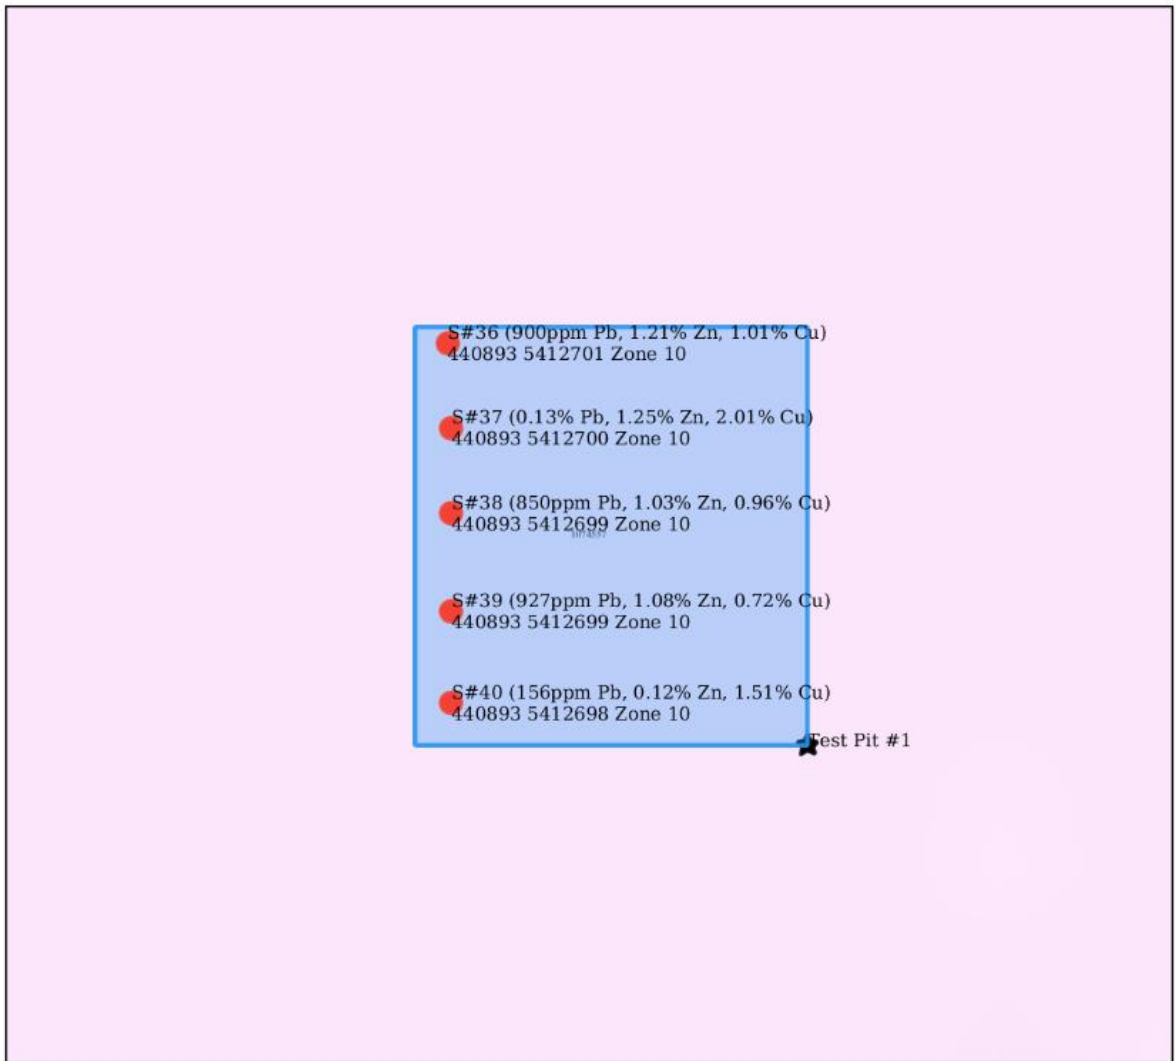 S#36 (900ppm Pb, 1.21% Zn, 1.01% Cu)
440893 5412701 Zone 10
S#37 (0.13% Pb, 1.25% Zn, 2.01% Cu)
440893 5412700 Zone 10
S#38 (850ppm Pb, 1.03% Zn, 0.96% Cu)
440893 5412699 Zone 10
S#39 (927ppm Pb, 1.08% Zn, 0.72% Cu)
440893 5412699 Zone 10
S#40 (156ppm Pb, 0.12% Zn, 1.51% Cu)
440893 5412698 Zone 10
Test Pit #1